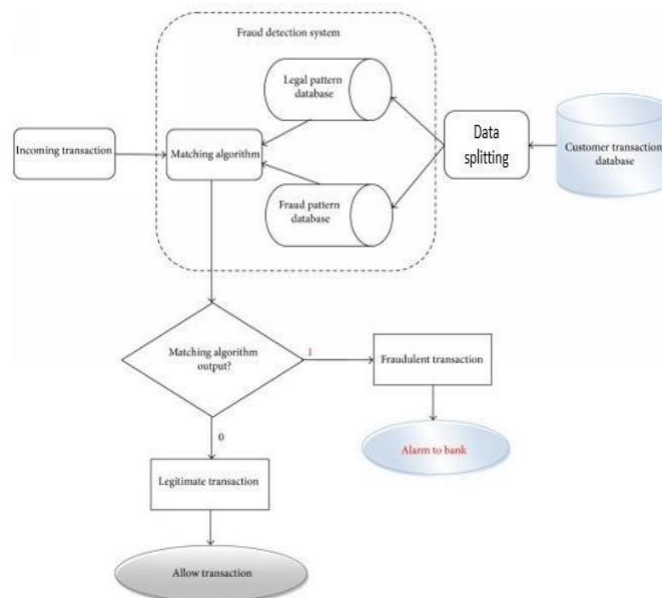 Fraud detection system
Legal pattern
database
Incoming transaction
Matching algorithm
Data
splitting
Customer transaction
database
Fraud pattern
database
Matching algorithm
output?
1
Fraudulent transaction
0
Alarm to bank
Legitimate transaction
Allow transaction